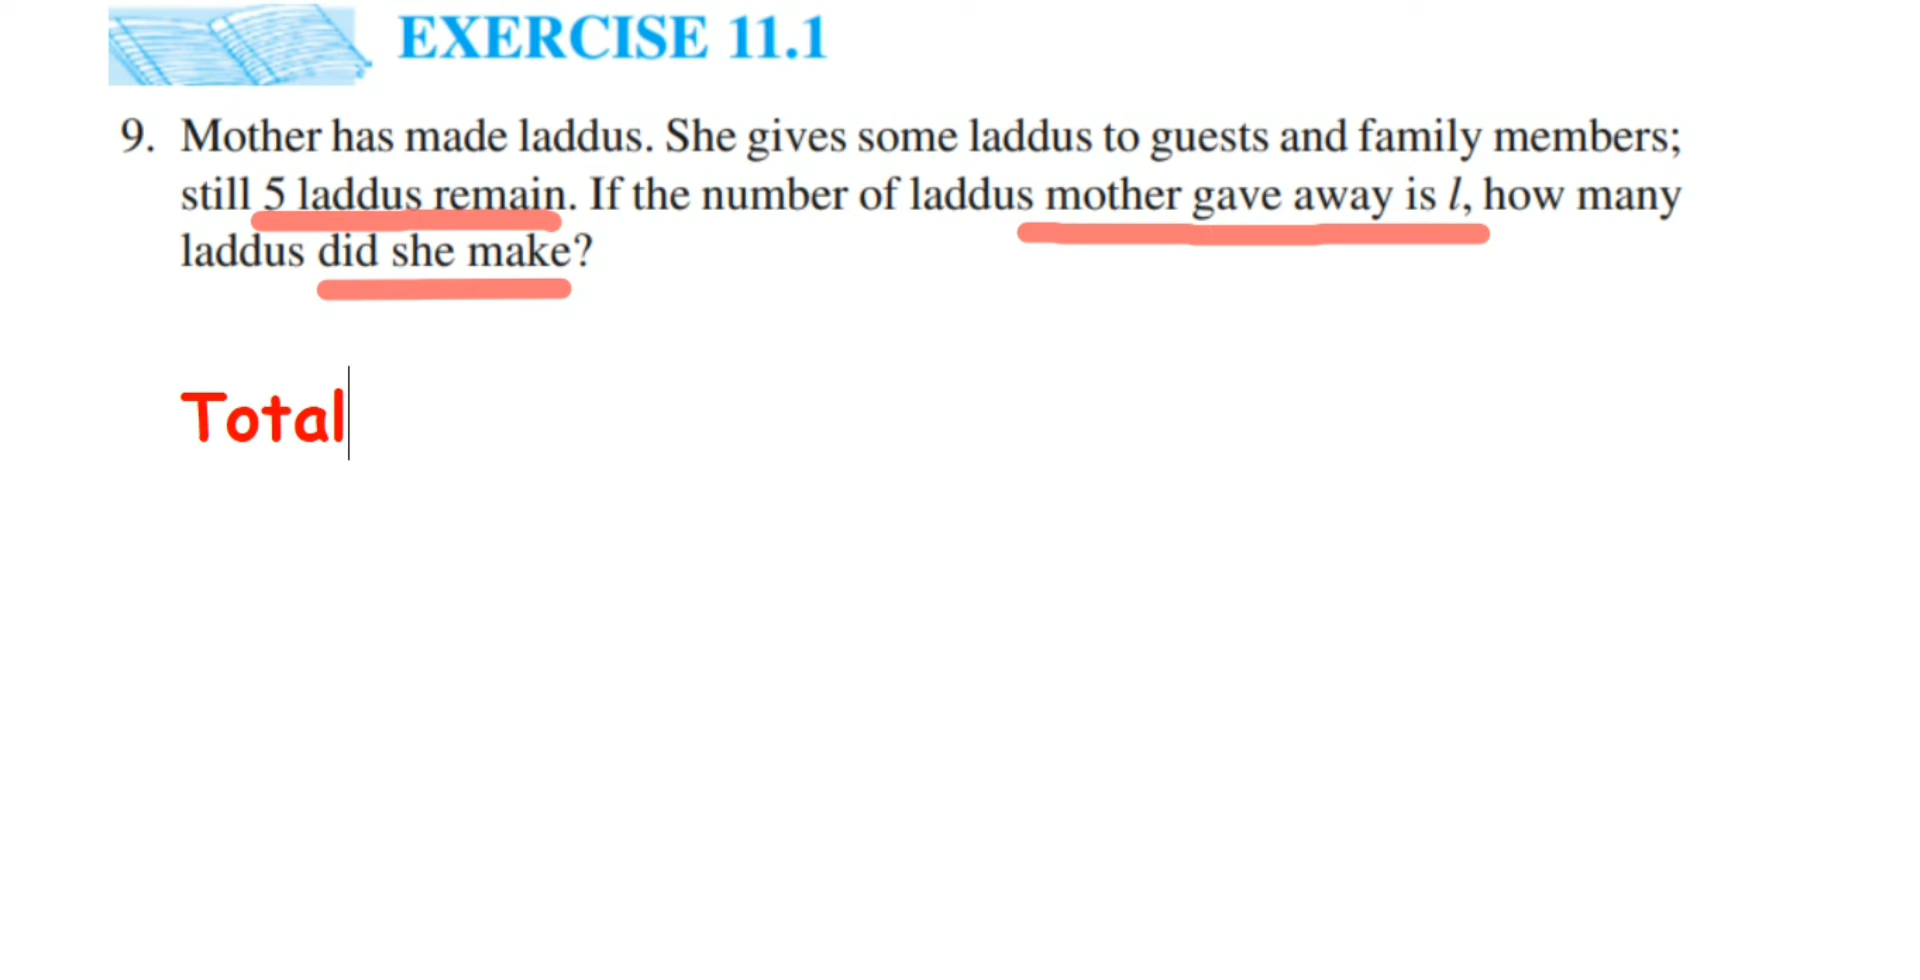 EXERCISE 11.1
9. Mother has made laddus. She gives some laddus to guests and family members;
still 5 laddus remain. If the number of laddus mother gave away is l, how many
laddus did she make?
Total